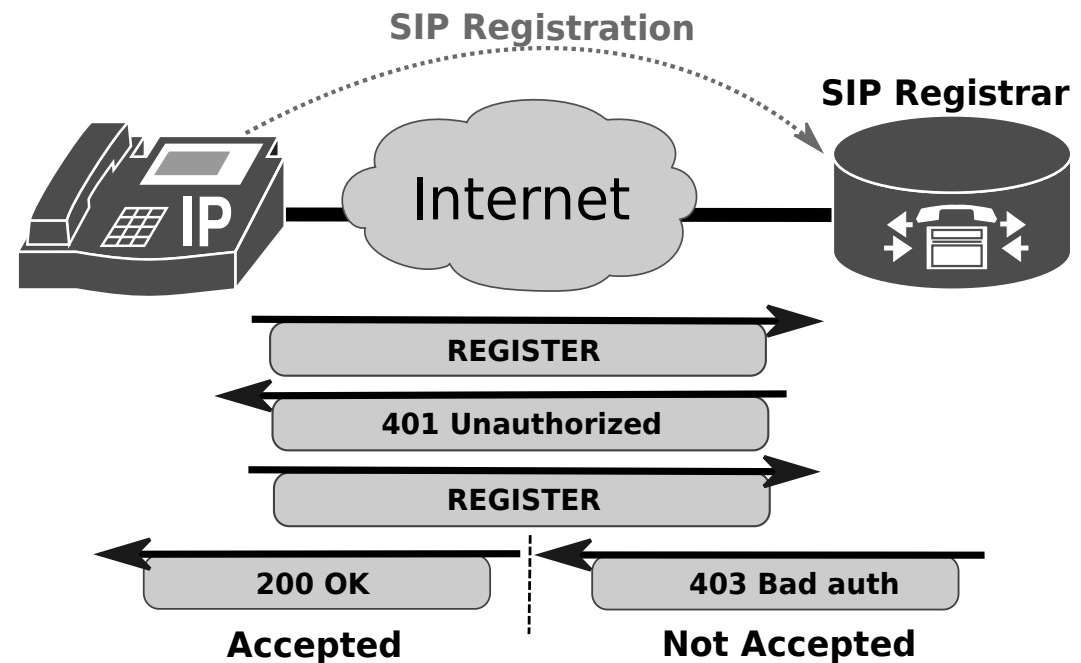 SIP Registration
SIP Registrar
IP
Internet
REGISTER
401 Unauthorized
REGISTER
200 OK
403 Bad auth
Accepted
Not Accepted